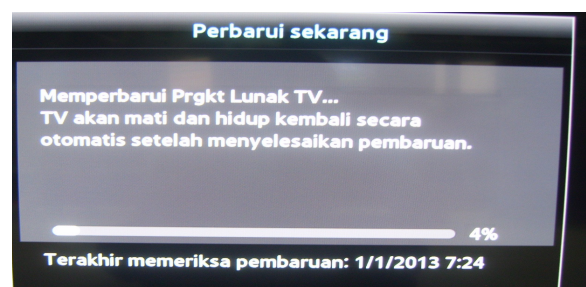 Perbarui sekarang
Memperbarui Prgkt Lunak TV...
TV akan mati dan hidup kembali secara
otomatis setelah menyelesaikan pembaruan.
4%
Terakhir memeriksa pembaruan: 1/1/2013 7:24